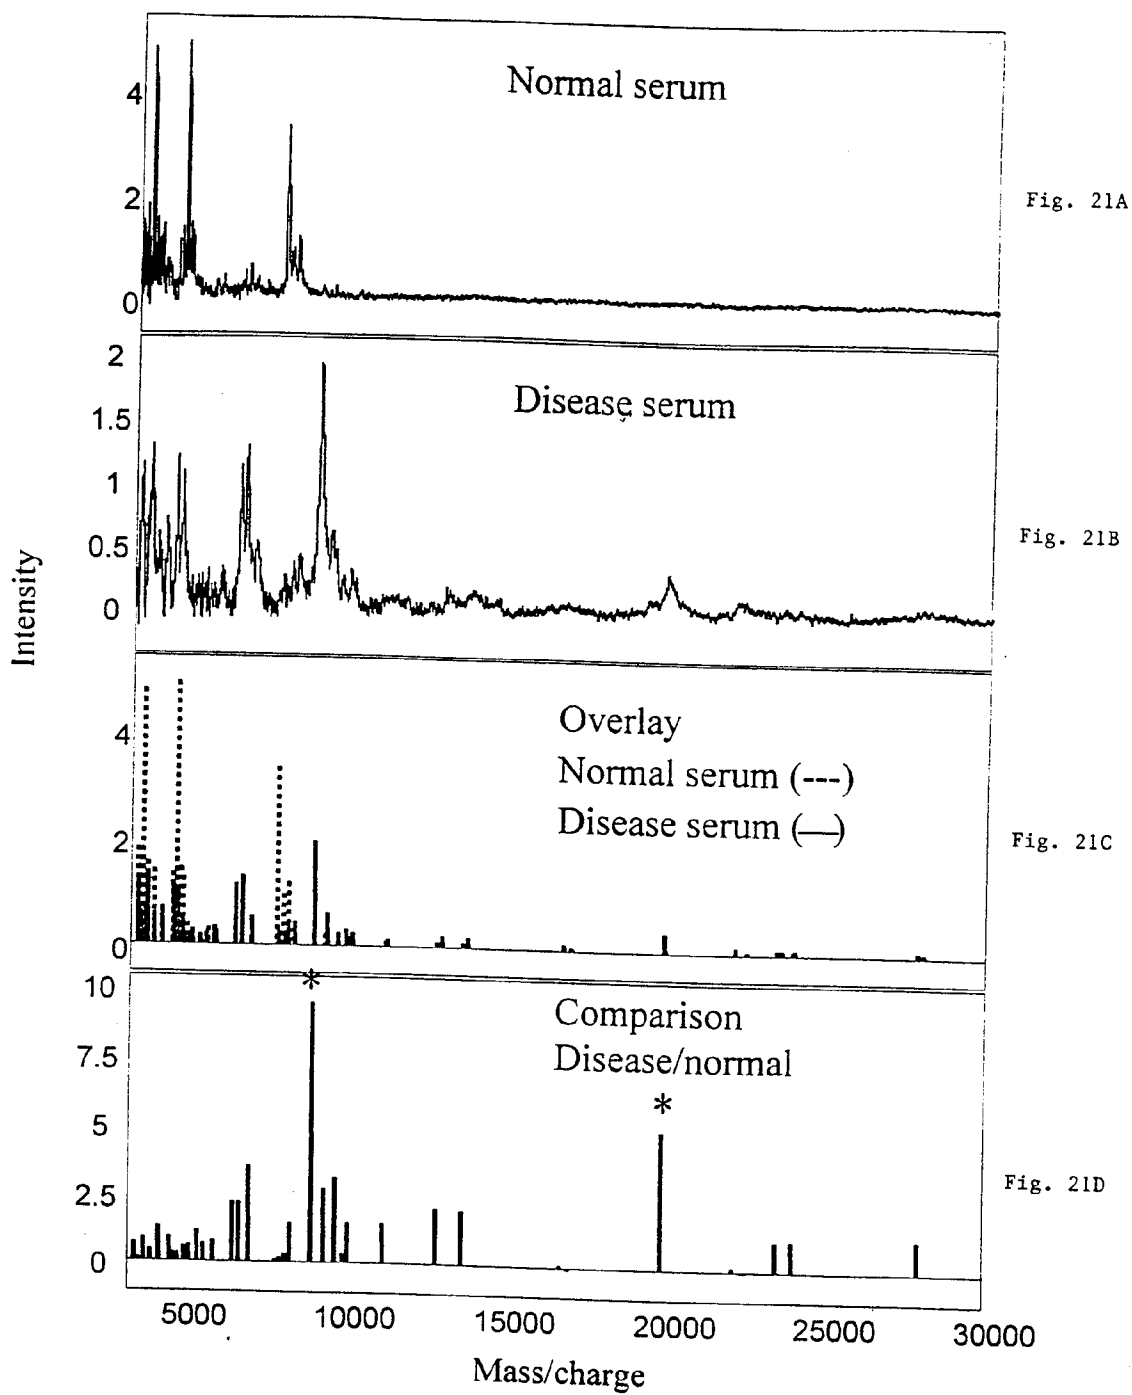 Normal serum
4
2
0
Fig. 21A
Disease serum
2
1.5
1
0.5
0
Fig. 21B
Intensity
Overlay
Normal serum (---)
Disease serum (—)
4
2
0
Fig. 21C
*
Comparison
Disease/normal
*
10
7.5
5
2.5
0
Fig. 21D
5000 10000 15000 20000 25000 30000
Mass/charge